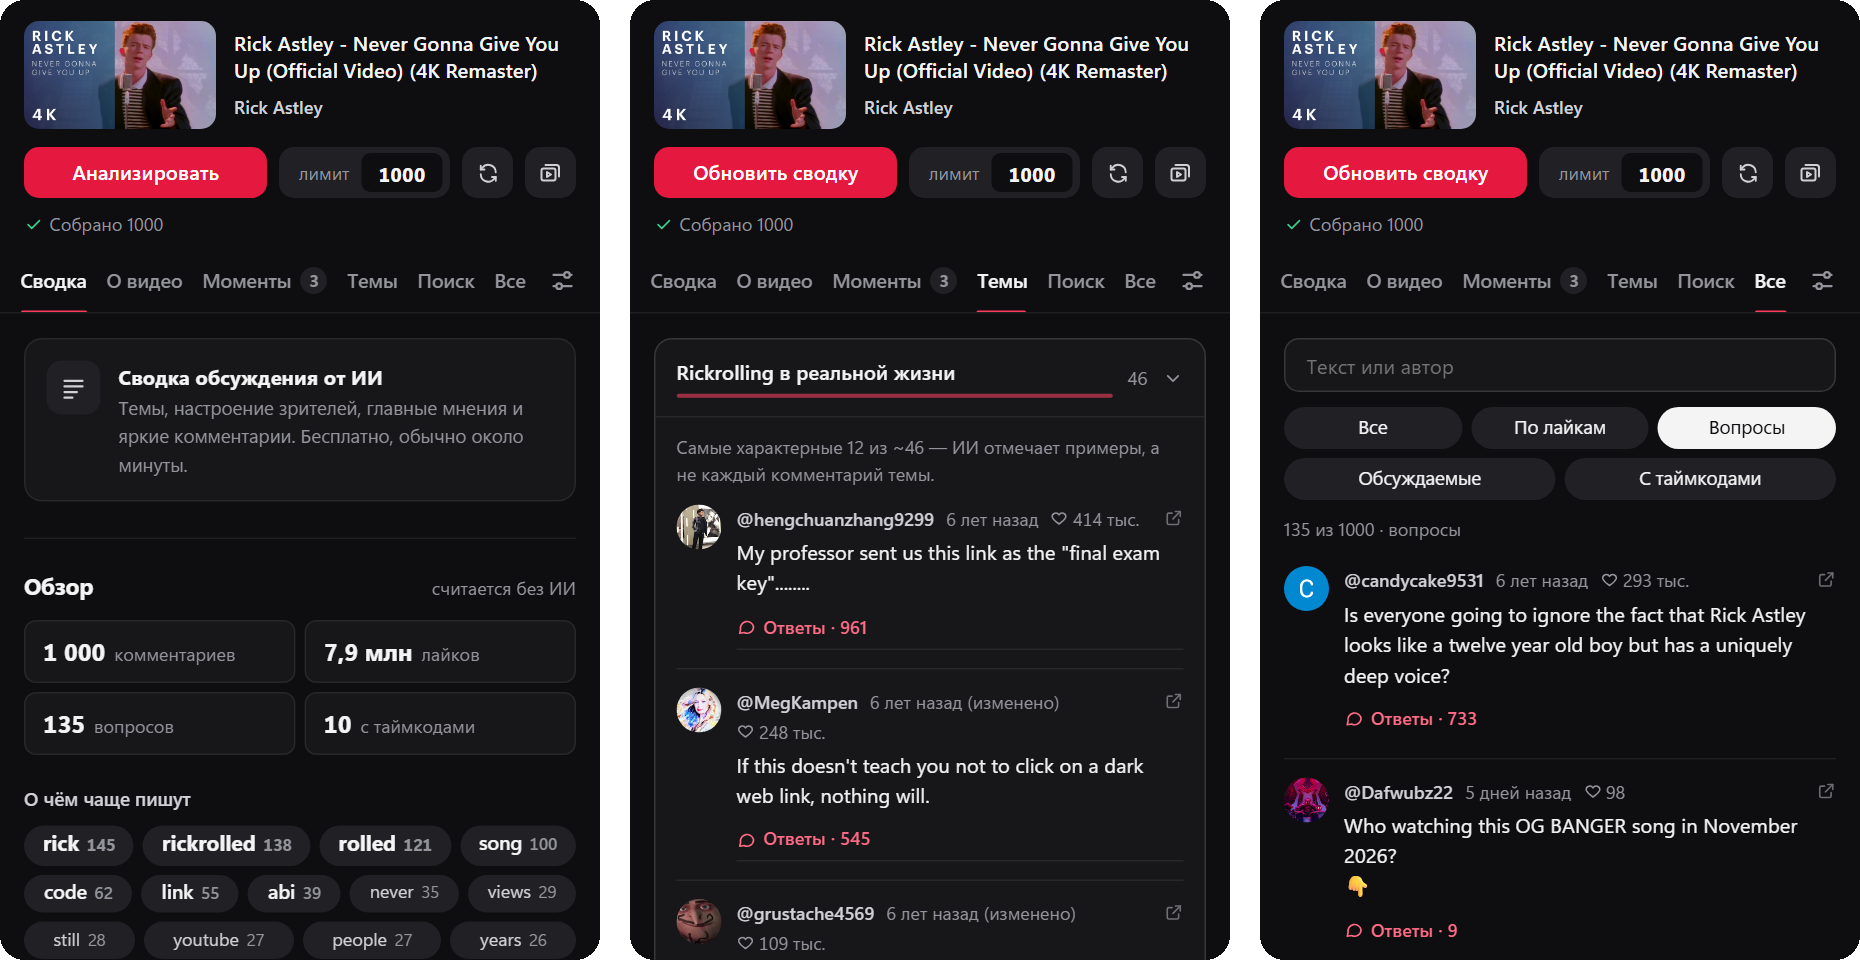 RICK
ASTLEY
NEVER GONNA
GIVE YOU UP
4K
Rick Astley - Never Gonna Give You
Up (Official Video) (4K Remaster)
Rick Astley
Анализировать
лимит 1000
Собрано 1000
Сводка О видео Моменты 3 Темы Поиск Все
Сводка обсуждения от ИИ
Темы, настроение зрителей, главные мнения и
яркие комментарии. Бесплатно, обычно около
минуты.
Обзор
считается без ИИ
1 000 комментариев
7,9 млн лайков
135 вопросов
10 с таймкодами
О чём чаще пишут
rick 145 rickrolled 138 rolled 121 song 100
code 62 link 55 abi 39 never 35 views 29
still 28 youtube 27 people 27 years 26
RICK
ASTLEY
NEVER GONNA
GIVE YOU UP
4K
Rick Astley - Never Gonna Give You
Up (Official Video) (4K Remaster)
Rick Astley
Обновить сводку
лимит 1000
Собрано 1000
Сводка О видео Моменты 3 Темы Поиск Все
Rickrolling в реальной жизни
46
Самые характерные 12 из ~46 — ИИ отмечает примеры, а
не каждый комментарий темы.
@hengchuanzhang9299 6 лет назад 414 тыс.
My professor sent us this link as the "final exam
key"........
Ответы · 961
@MegKampen 6 лет назад (изменено)
248 тыс.
If this doesn't teach you not to click on a dark
web link, nothing will.
Ответы · 545
@grustache4569 6 лет назад (изменено)
109 тыс.
RICK
ASTLEY
NEVER GONNA
GIVE YOU UP
4K
Rick Astley - Never Gonna Give You
Up (Official Video) (4K Remaster)
Rick Astley
Обновить сводку
лимит 1000
Собрано 1000
Сводка О видео Моменты 3 Темы Поиск Все
Текст или автор
Все По лайкам Вопросы
Обсуждаемые С таймкодами
135 из 1000 · вопросы
C
@candycake9531 6 лет назад 293 тыс.
Is everyone going to ignore the fact that Rick Astley
looks like a twelve year old boy but has a uniquely
deep voice?
Ответы · 733
@Dafwubz22 5 дней назад 98
Who watching this OG BANGER song in November
2026?
👇
Ответы · 9